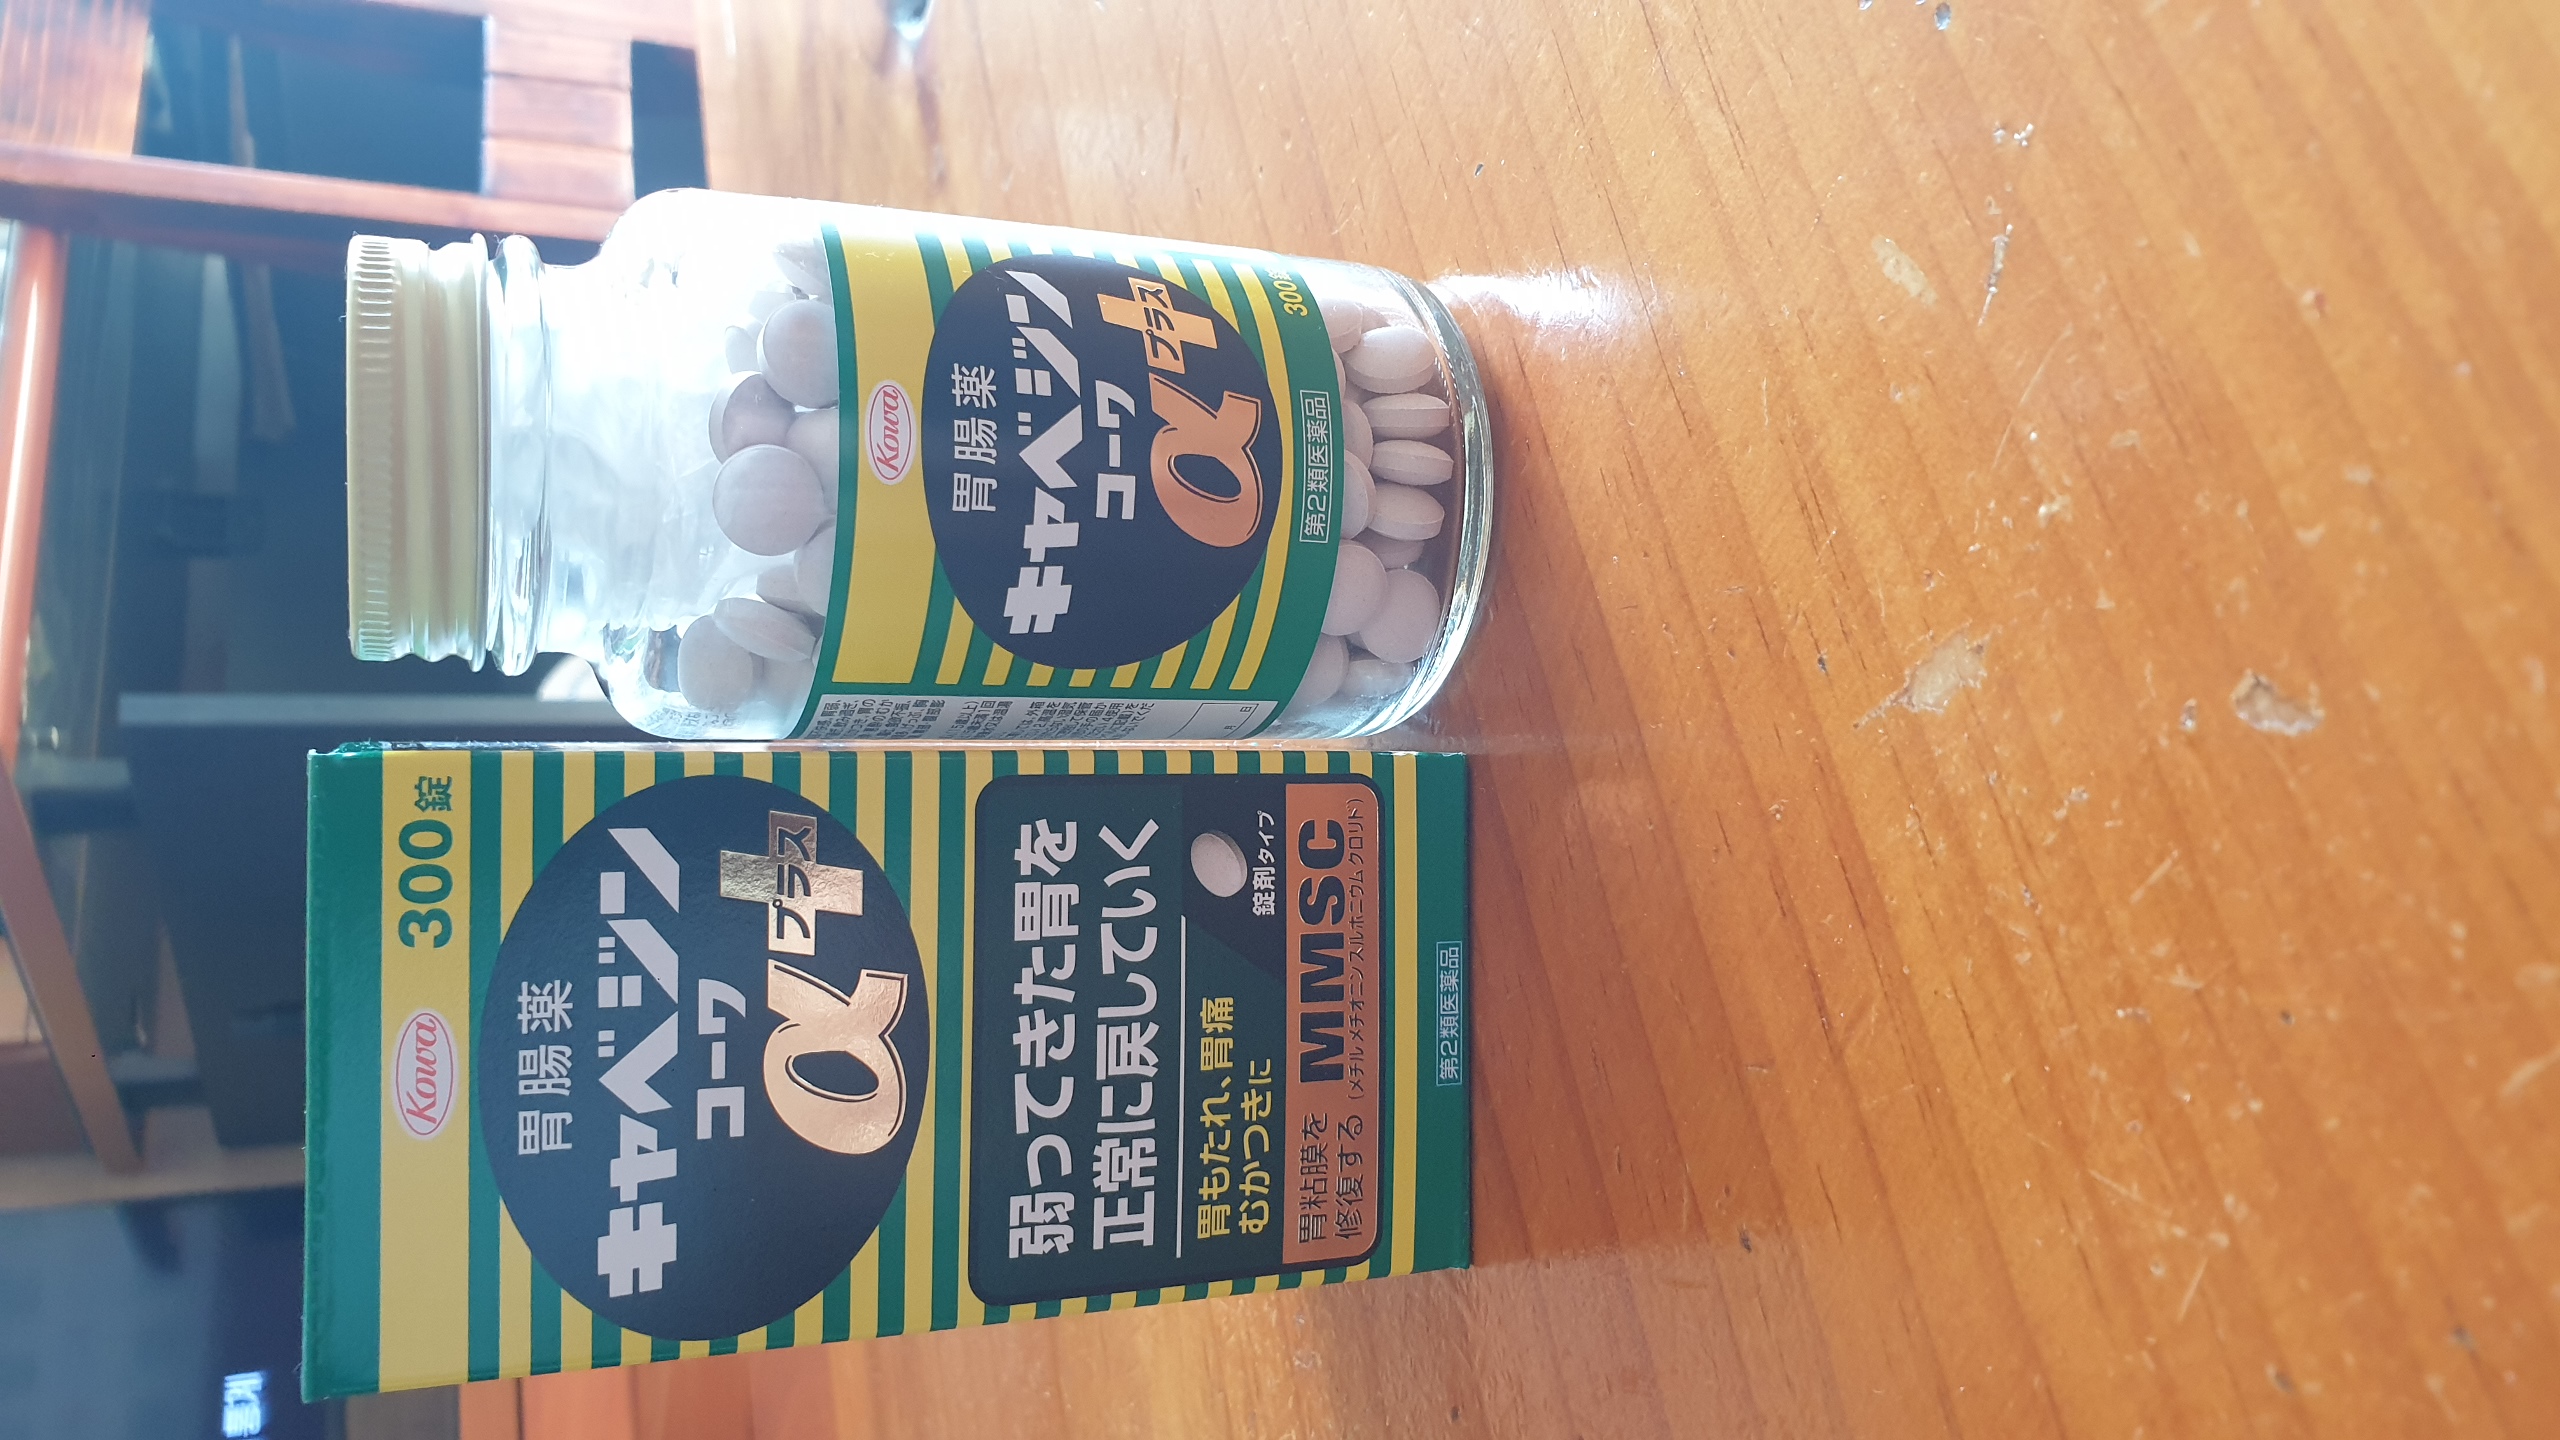 Kowa
300錠
胃腸薬
キャベジン
コーワ
α
プラス
弱ってきた胃を
正常に戻していく
胃もたれ、胃痛
むかつきに
錠剤タイプ
胃粘膜を
修復する
MMSC
(メチルメチオニンスルホニウムクロリド)
第2類医薬品
Kowa
胃腸薬
キャベジン
コーワ
α
プラス
300錠
第2類医薬品
月 日